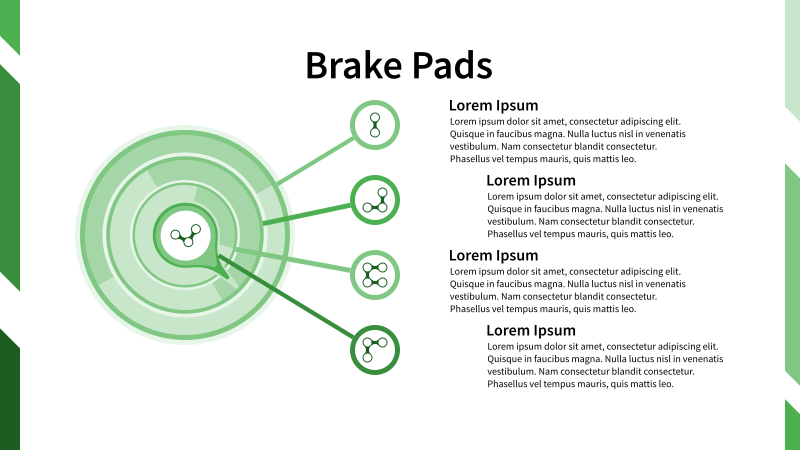 Brake Pads
Lorem Ipsum
Lorem ipsum dolor sit amet, consectetur adipiscing elit.
Quisque in faucibus magna. Nulla luctus nisl in venenatis
vestibulum. Nam consectetur blandit consectetur.
Phasellus vel tempus mauris, quis mattis leo.
Lorem Ipsum
Lorem ipsum dolor sit amet, consectetur adipiscing elit.
Quisque in faucibus magna. Nulla luctus nisl in venenatis
vestibulum. Nam consectetur blandit consectetur.
Phasellus vel tempus mauris, quis mattis leo.
Lorem Ipsum
Lorem ipsum dolor sit amet, consectetur adipiscing elit.
Quisque in faucibus magna. Nulla luctus nisl in venenatis
vestibulum. Nam consectetur blandit consectetur.
Phasellus vel tempus mauris, quis mattis leo.
Lorem Ipsum
Lorem ipsum dolor sit amet, consectetur adipiscing elit.
Quisque in faucibus magna. Nulla luctus nisl in venenatis
vestibulum. Nam consectetur blandit consectetur.
Phasellus vel tempus mauris, quis mattis leo.